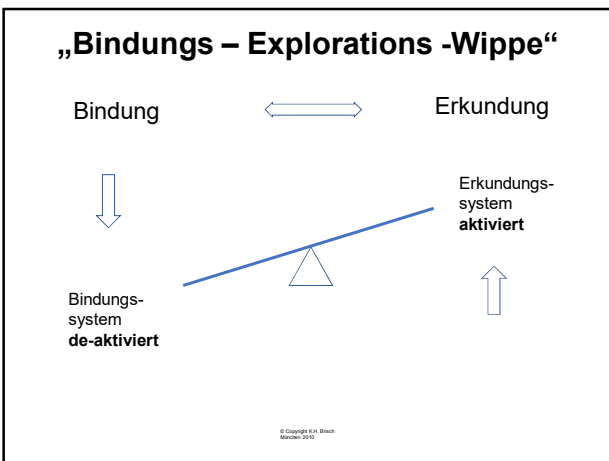 „Bindungs – Explorations -Wippe“
Bindung
Erkundung
Erkundungs-
system
aktiviert
Bindungs-
system
de-aktiviert
© Copyright K.H. Brisch
München 2010